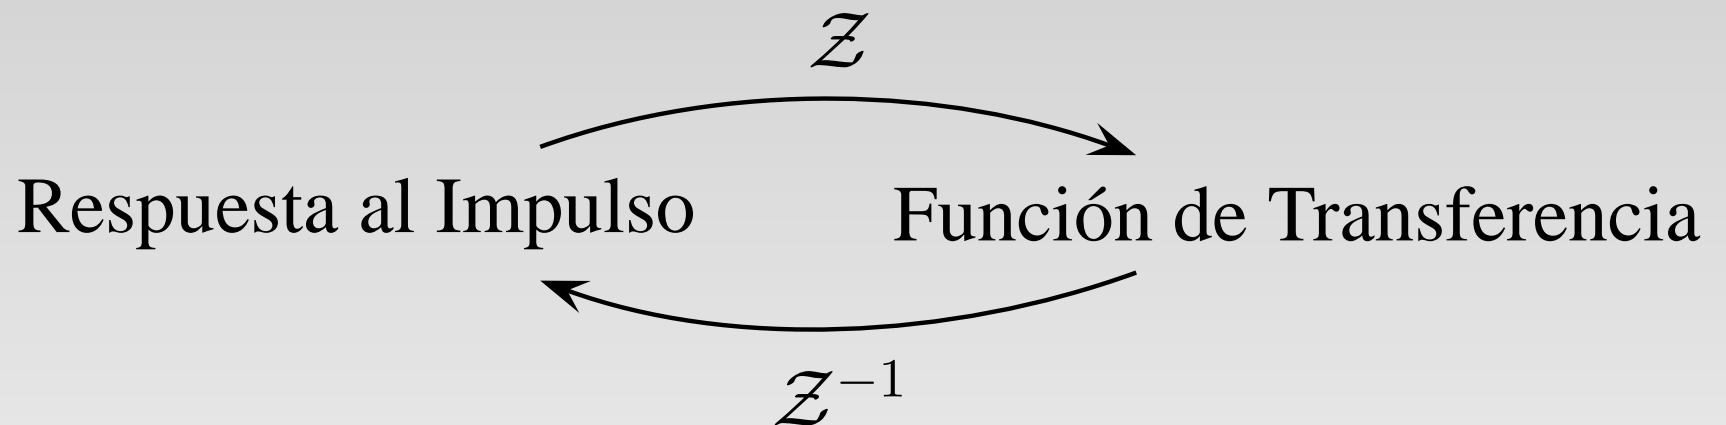 𝒵
Respuesta al Impulso Función de Transferencia
𝒵⁻¹